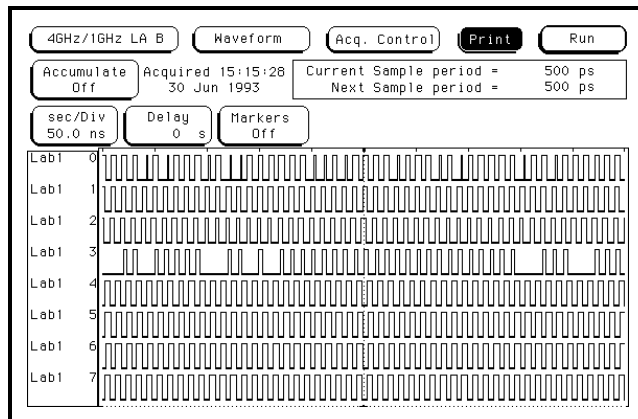 4GHz/1GHz LA B Waveform Acq. Control Print Run
Accumulate Off
Acquired 15:15:28
30 Jun 1993
Current Sample period = 500 ps
Next Sample period = 500 ps
sec/Div 50.0 ns
Delay 0 s
Markers Off
Lab1 0
Lab1 1
Lab1 2
Lab1 3
Lab1 4
Lab1 5
Lab1 6
Lab1 7